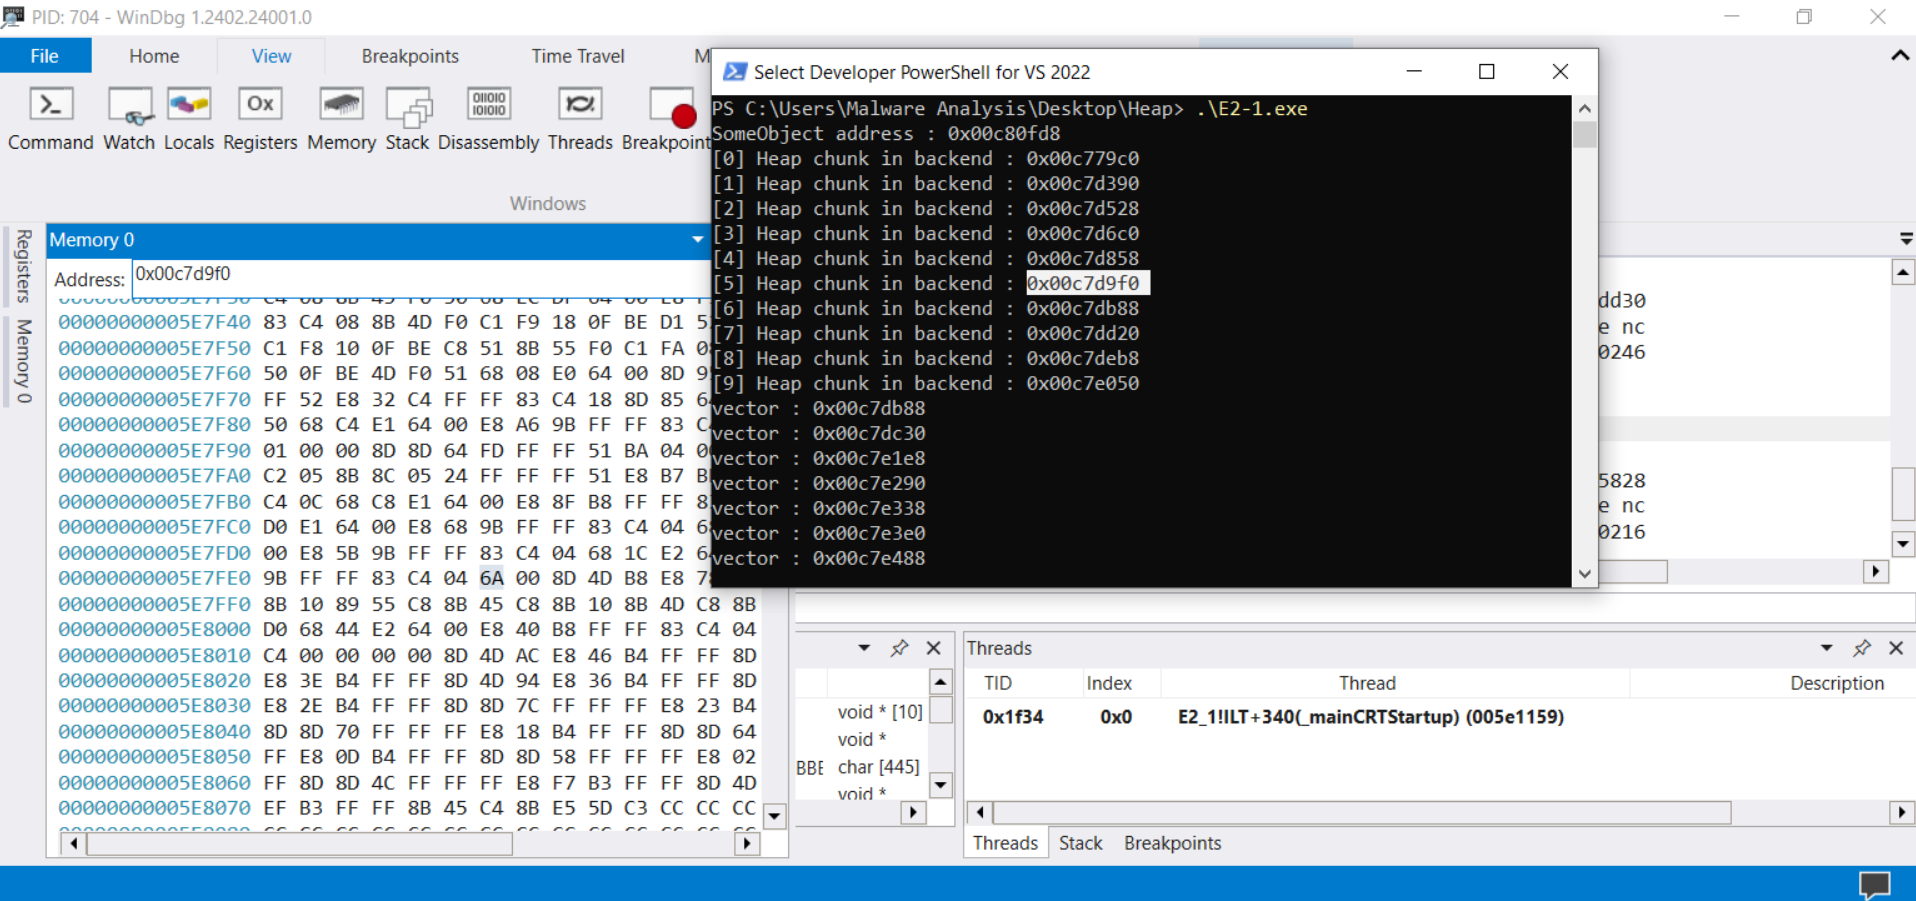 PID: 704 - WinDbg 1.2402.24001.0
File Home View Breakpoints Time Travel
Command Watch Locals Registers Memory Stack Disassembly Threads Breakpoint
Windows
Registers
Memory 0
Memory 0
Address: 0x00c7d9f0
00000000005E7F40 83 C4 08 8B 4D F0 C1 F9 18 0F BE D1
00000000005E7F50 C1 F8 10 0F BE C8 51 8B 55 F0 C1 FA
00000000005E7F60 50 0F BE 4D F0 51 68 08 E0 64 00 8D
00000000005E7F70 FF 52 E8 32 C4 FF FF 83 C4 18 8D 85
00000000005E7F80 50 68 C4 E1 64 00 E8 A6 9B FF FF 83
00000000005E7F90 01 00 00 8D 8D 64 FD FF FF 51 BA 04
00000000005E7FA0 C2 05 8B 8C 05 24 FF FF FF 51 E8 B7
00000000005E7FB0 C4 0C 68 C8 E1 64 00 E8 8F B8 FF FF
00000000005E7FC0 D0 E1 64 00 E8 68 9B FF FF 83 C4 04
00000000005E7FD0 00 E8 5B 9B FF FF 83 C4 04 68 1C E2
00000000005E7FE0 9B FF FF 83 C4 04 6A 00 8D 4D B8 E8
00000000005E7FF0 8B 10 89 55 C8 8B 45 C8 8B 10 8B 4D C8 8B
00000000005E8000 D0 68 44 E2 64 00 E8 40 B8 FF FF 83 C4 04
00000000005E8010 C4 00 00 00 00 8D 4D AC E8 46 B4 FF FF 8D
00000000005E8020 E8 3E B4 FF FF 8D 4D 94 E8 36 B4 FF FF 8D
00000000005E8030 E8 2E B4 FF FF 8D 8D 7C FF FF FF E8 23 B4
00000000005E8040 8D 8D 70 FF FF FF E8 18 B4 FF FF 8D 8D 64
00000000005E8050 FF E8 0D B4 FF FF 8D 8D 58 FF FF FF E8 02
00000000005E8060 FF 8D 8D 4C FF FF FF E8 F7 B3 FF FF 8D 4D
00000000005E8070 EF B3 FF FF 8B 45 C4 8B E5 5D C3 CC CC CC
Select Developer PowerShell for VS 2022
PS C:\Users\Malware Analysis\Desktop\Heap> .\E2-1.exe
SomeObject address : 0x00c80fd8
[0] Heap chunk in backend : 0x00c779c0
[1] Heap chunk in backend : 0x00c7d390
[2] Heap chunk in backend : 0x00c7d528
[3] Heap chunk in backend : 0x00c7d6c0
[4] Heap chunk in backend : 0x00c7d858
[5] Heap chunk in backend : 0x00c7d9f0
[6] Heap chunk in backend : 0x00c7db88
[7] Heap chunk in backend : 0x00c7dd20
[8] Heap chunk in backend : 0x00c7deb8
[9] Heap chunk in backend : 0x00c7e050
vector : 0x00c7db88
vector : 0x00c7dc30
vector : 0x00c7e1e8
vector : 0x00c7e290
vector : 0x00c7e338
vector : 0x00c7e3e0
vector : 0x00c7e488
dd30
e nc
0246
5828
e nc
0216
void * [10]
void *
BBE char [445]
void *
Threads
TID Index Thread Description
0x1f34 0x0 E2_1!ILT+340(_mainCRTStartup) (005e1159)
Threads Stack Breakpoints